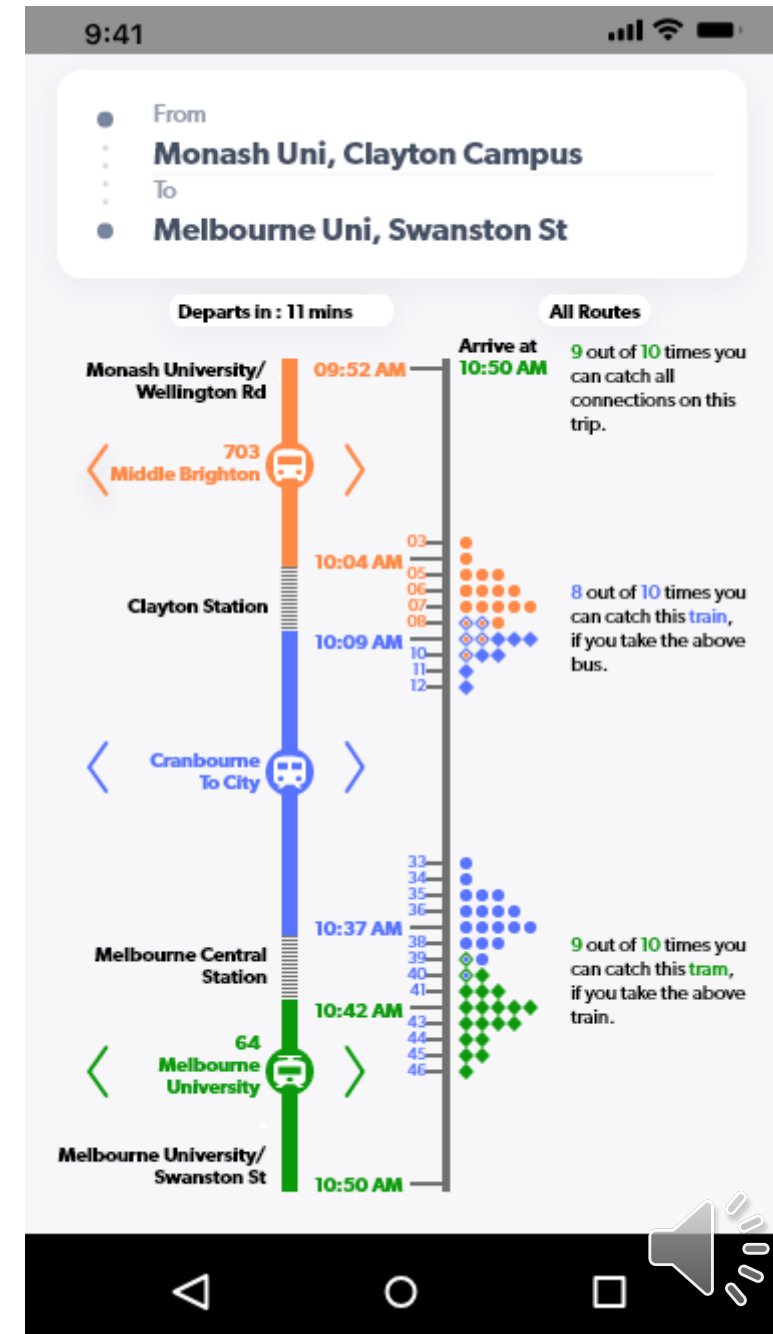 9:41
From
Monash Uni, Clayton Campus
To
Melbourne Uni, Swanston St
Departs in : 11 mins
All Routes
Monash University/
Wellington Rd
09:52 AM
Arrive at
10:50 AM
9 out of 10 times you
can catch all
connections on this
trip.
703
Middle Brighton
03
10:04 AM
05
06
07
08
Clayton Station
10:09 AM
10
11
12
8 out of 10 times you
can catch this train,
if you take the above
bus.
Cranbourne
To City
33
34
35
36
10:37 AM
38
39
40
41
Melbourne Central
Station
10:42 AM
43
44
45
46
9 out of 10 times you
can catch this tram,
if you take the above
train.
64
Melbourne
University
Melbourne University/
Swanston St
10:50 AM